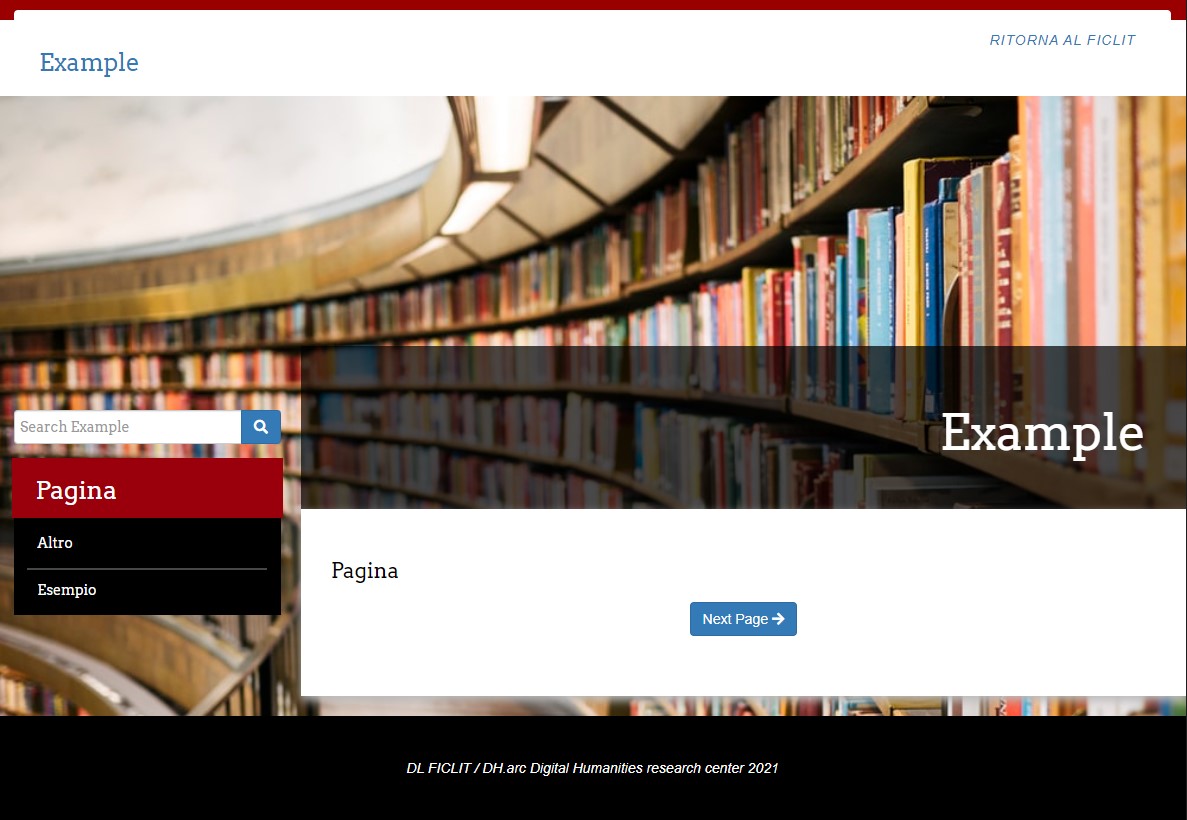 RITORNA AL FICLIT
Example
Example
Search Example
Pagina
Altro
Esempio
Pagina
Next Page
DL FICLIT / DH.arc Digital Humanities research center 2021